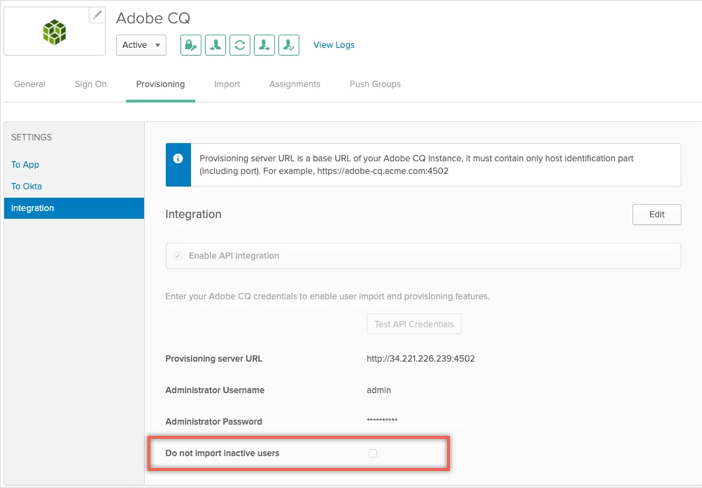 Adobe CQ
Active
View Logs
General
Sign On
Provisioning
Import
Assignments
Push Groups
SETTINGS
To App
To Okta
Integration
Provisioning server URL is a base URL of your Adobe CQ instance, it must contain only host identification part
(including port). For example, https://adobe-cq.acme.com:4502
Integration
Edit
Enable API integration
Enter your Adobe CQ credentials to enable user import and provisioning features.
Test API Credentials
Provisioning server URL http://34.221.226.239:4502
Administrator Username admin
Administrator Password **********
Do not import inactive users